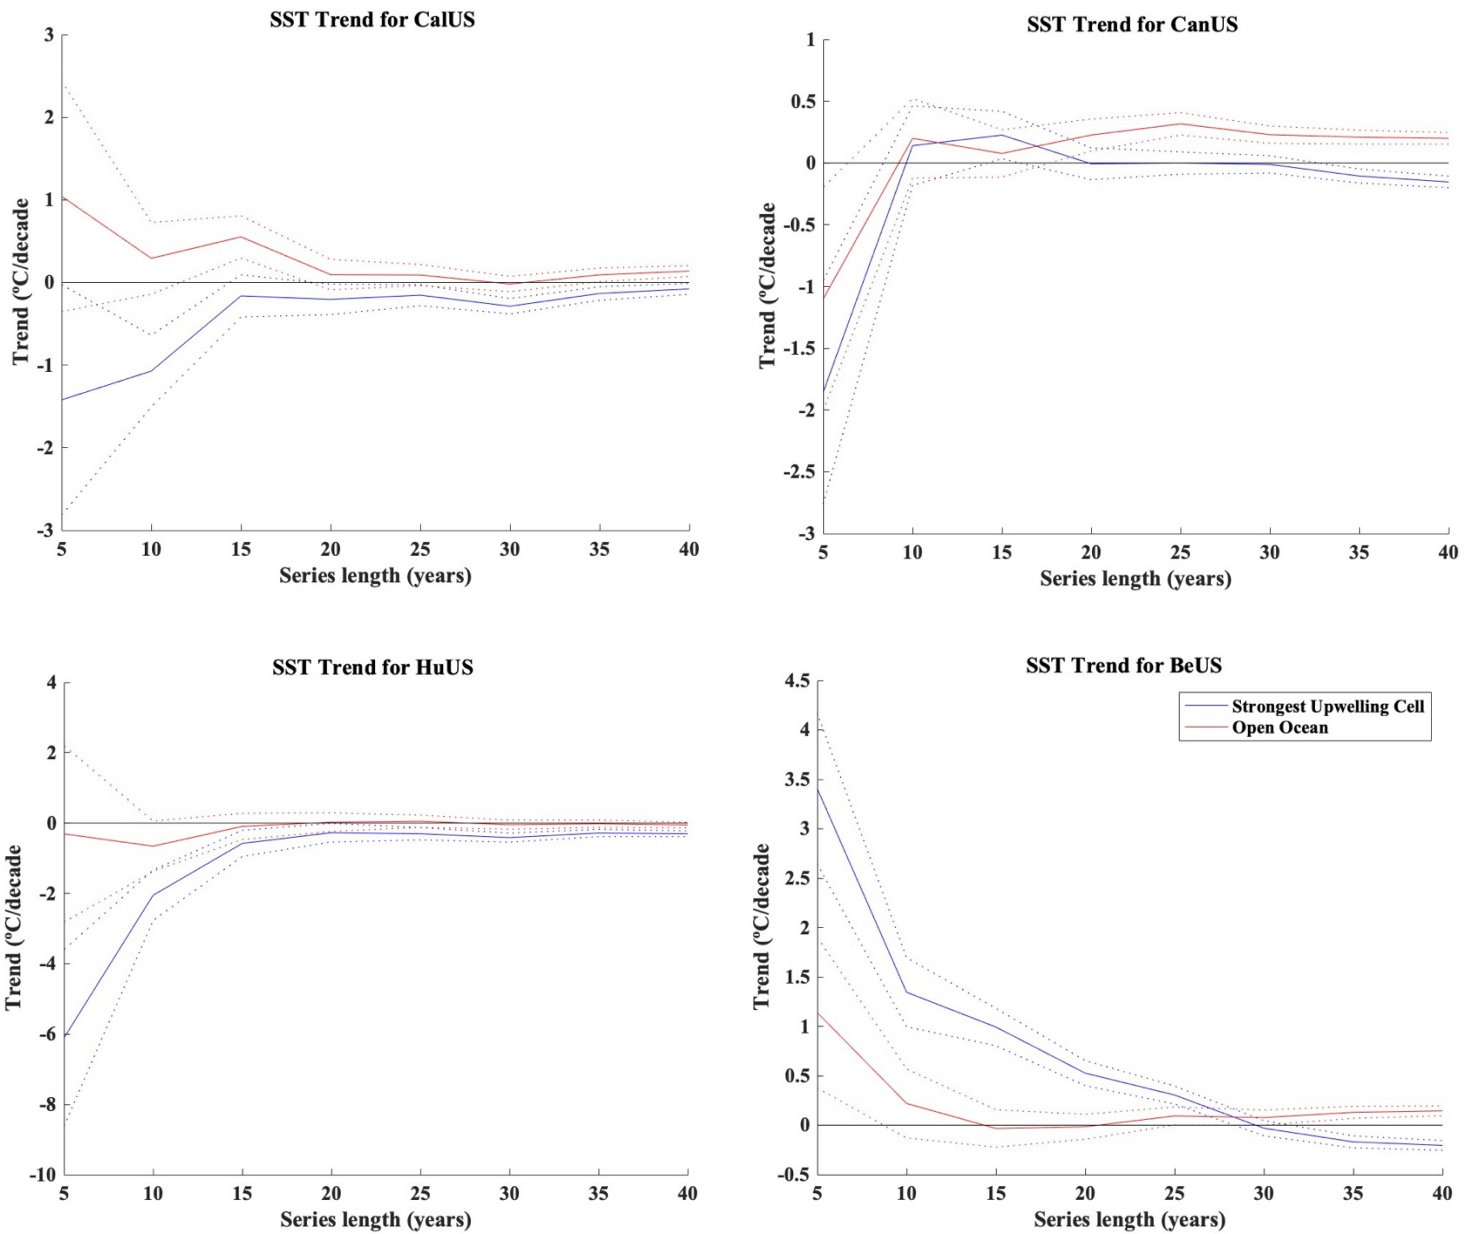 SST Trend for CalUS
3
2
1
0
-1
-2
-3
Trend (ºC/decade
5 10 15 20 25 30 35 40
Series length (years)
SST Trend for CanUS
1
0.5
0
-0.5
-1
-1.5
-2
-2.5
-3
Trend (ºC/decade
5 10 15 20 25 30 35 40
Series length (years)
SST Trend for HuUS
4
2
0
-2
-4
-6
-8
-10
Trend (ºC/decade
5 10 15 20 25 30 35 40
Series length (years)
SST Trend for BeUS
4.5
4
3.5
3
2.5
2
1.5
1
0.5
0
-0.5
Trend (ºC/decade
Strongest Upwelling Cell
Open Ocean
5 10 15 20 25 30 35 40
Series length (years)